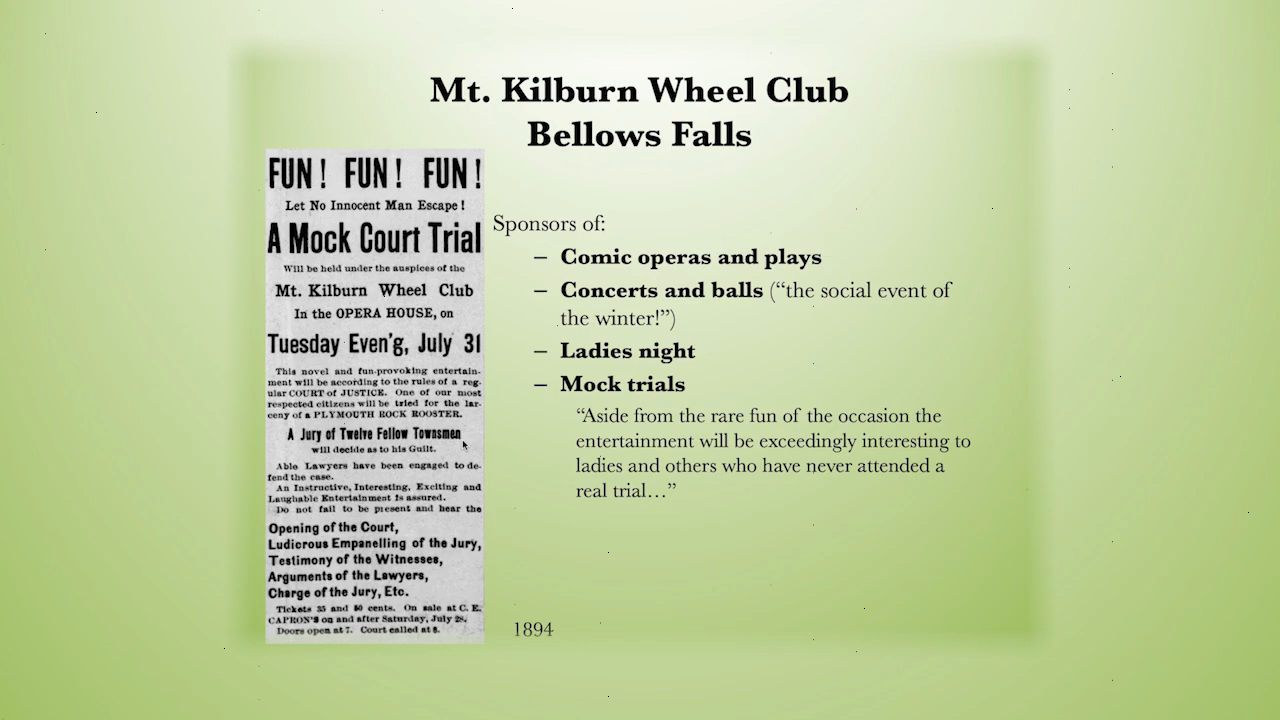 Mt. Kilburn Wheel Club
Bellows Falls
FUN! FUN! FUN!
Let No Innocent Man Escape!
A Mock Court Trial
Will be held under the auspices of the
Mt. Kilburn Wheel Club
In the OPERA HOUSE, on
Tuesday Even'g, July 31
This novel and fun-provoking entertain-
ment will be according to the rules of a reg-
ular COURT of JUSTICE. One of our most
respected citizens will be tried for the lar-
ceny of a PLYMOUTH ROCK ROOSTER.
A Jury of Twelve Fellow Townsmen
will decide as to his Guilt.
Able Lawyers have been engaged to de-
fend the case.
An Instructive, Interesting, Exciting and
Laughable Entertainment is assured.
Do not fail to be present and hear the
Opening of the Court,
Ludicrous Empanelling of the Jury,
Testimony of the Witnesses,
Arguments of the Lawyers,
Charge of the Jury, Etc.
Tickets 35 and 50 cents. On sale at C. E.
CAPRON'S on and after Saturday, July 28.
Doors open at 7. Court called at 8.
Sponsors of:
– Comic operas and plays
– Concerts and balls (“the social event of
the winter!”)
– Ladies night
– Mock trials
“Aside from the rare fun of the occasion the
entertainment will be exceedingly interesting to
ladies and others who have never attended a
real trial…”
1894